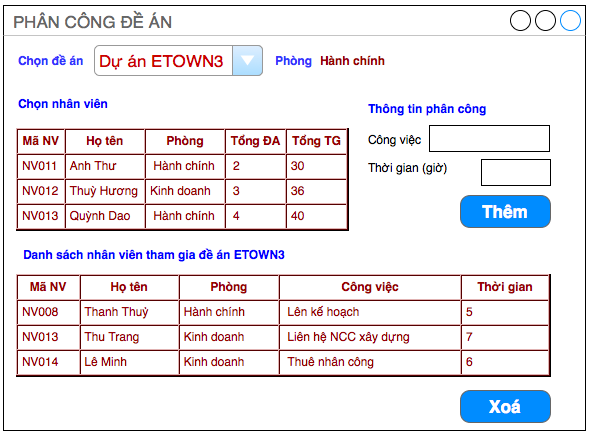 PHÂN CÔNG ĐỀ ÁN
Chọn đề án Dự án ETOWN3 Phòng Hành chính
Chọn nhân viên
Thông tin phân công
Mã NV Họ tên Phòng Tổng ĐA Tổng TG
NV011 Anh Thư Hành chính 2 30
NV012 Thuỳ Hương Kinh doanh 3 36
NV013 Quỳnh Dao Hành chính 4 40
Công việc
Thời gian (giờ)
Thêm
Danh sách nhân viên tham gia đề án ETOWN3
Mã NV Họ tên Phòng Công việc Thời gian
NV008 Thanh Thuỷ Hành chính Lên kế hoạch 5
NV013 Thu Trang Kinh doanh Liên hệ NCC xây dựng 7
NV014 Lê Minh Kinh doanh Thuê nhân công 6
Xoá